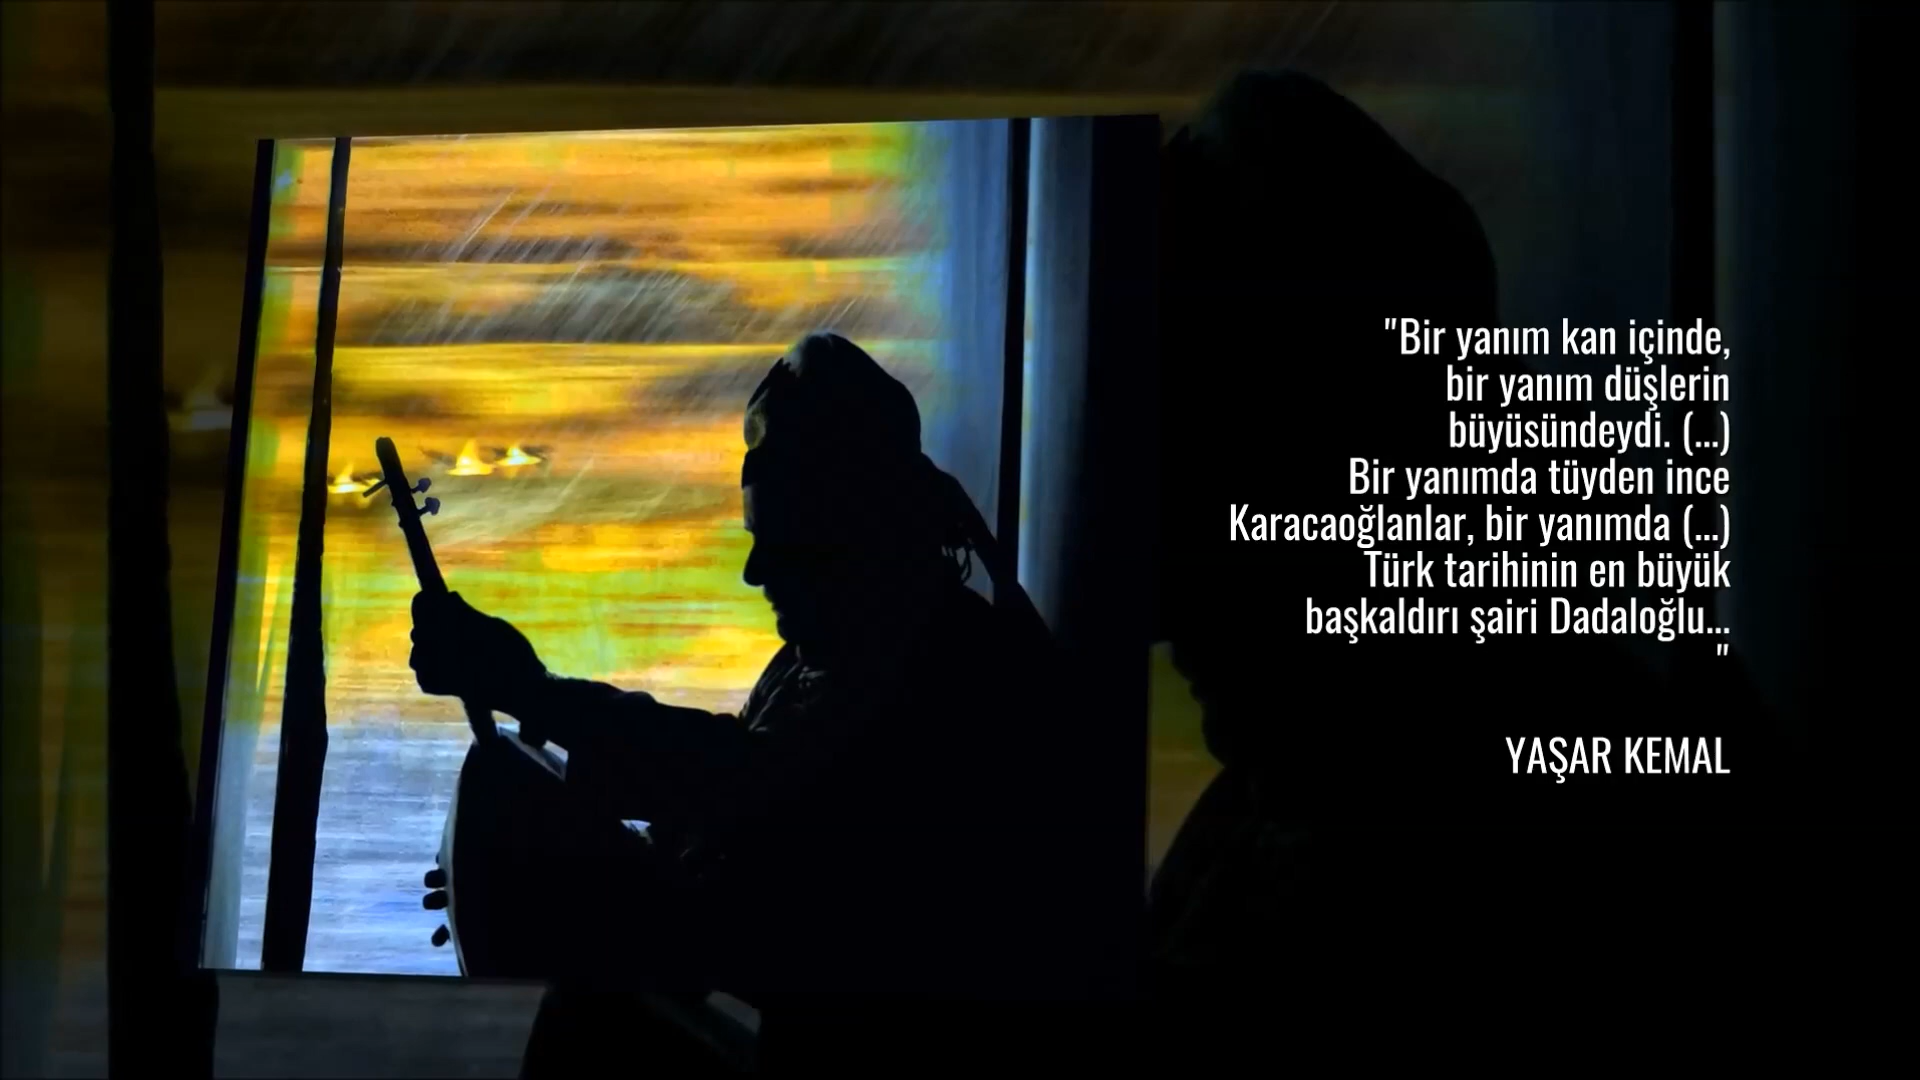 "Bir yanım kan içinde,
bir yanım düşlerin
büyüsündeydi. (...)
Bir yanımda tüyden ince
Karacaoğlanlar, bir yanımda (...)
Türk tarihinin en büyük
başkaldırı şairi Dadaloğlu...
"
YAŞAR KEMAL